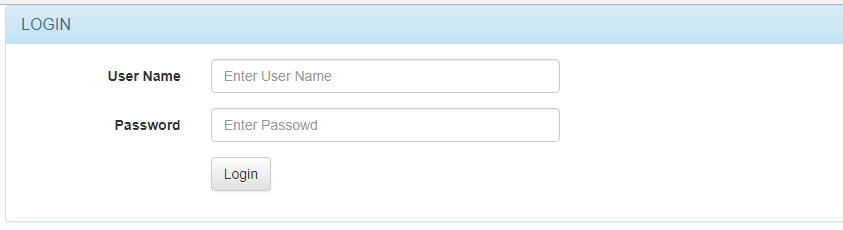 LOGIN
User Name Enter User Name
Password Enter Passowd
Login